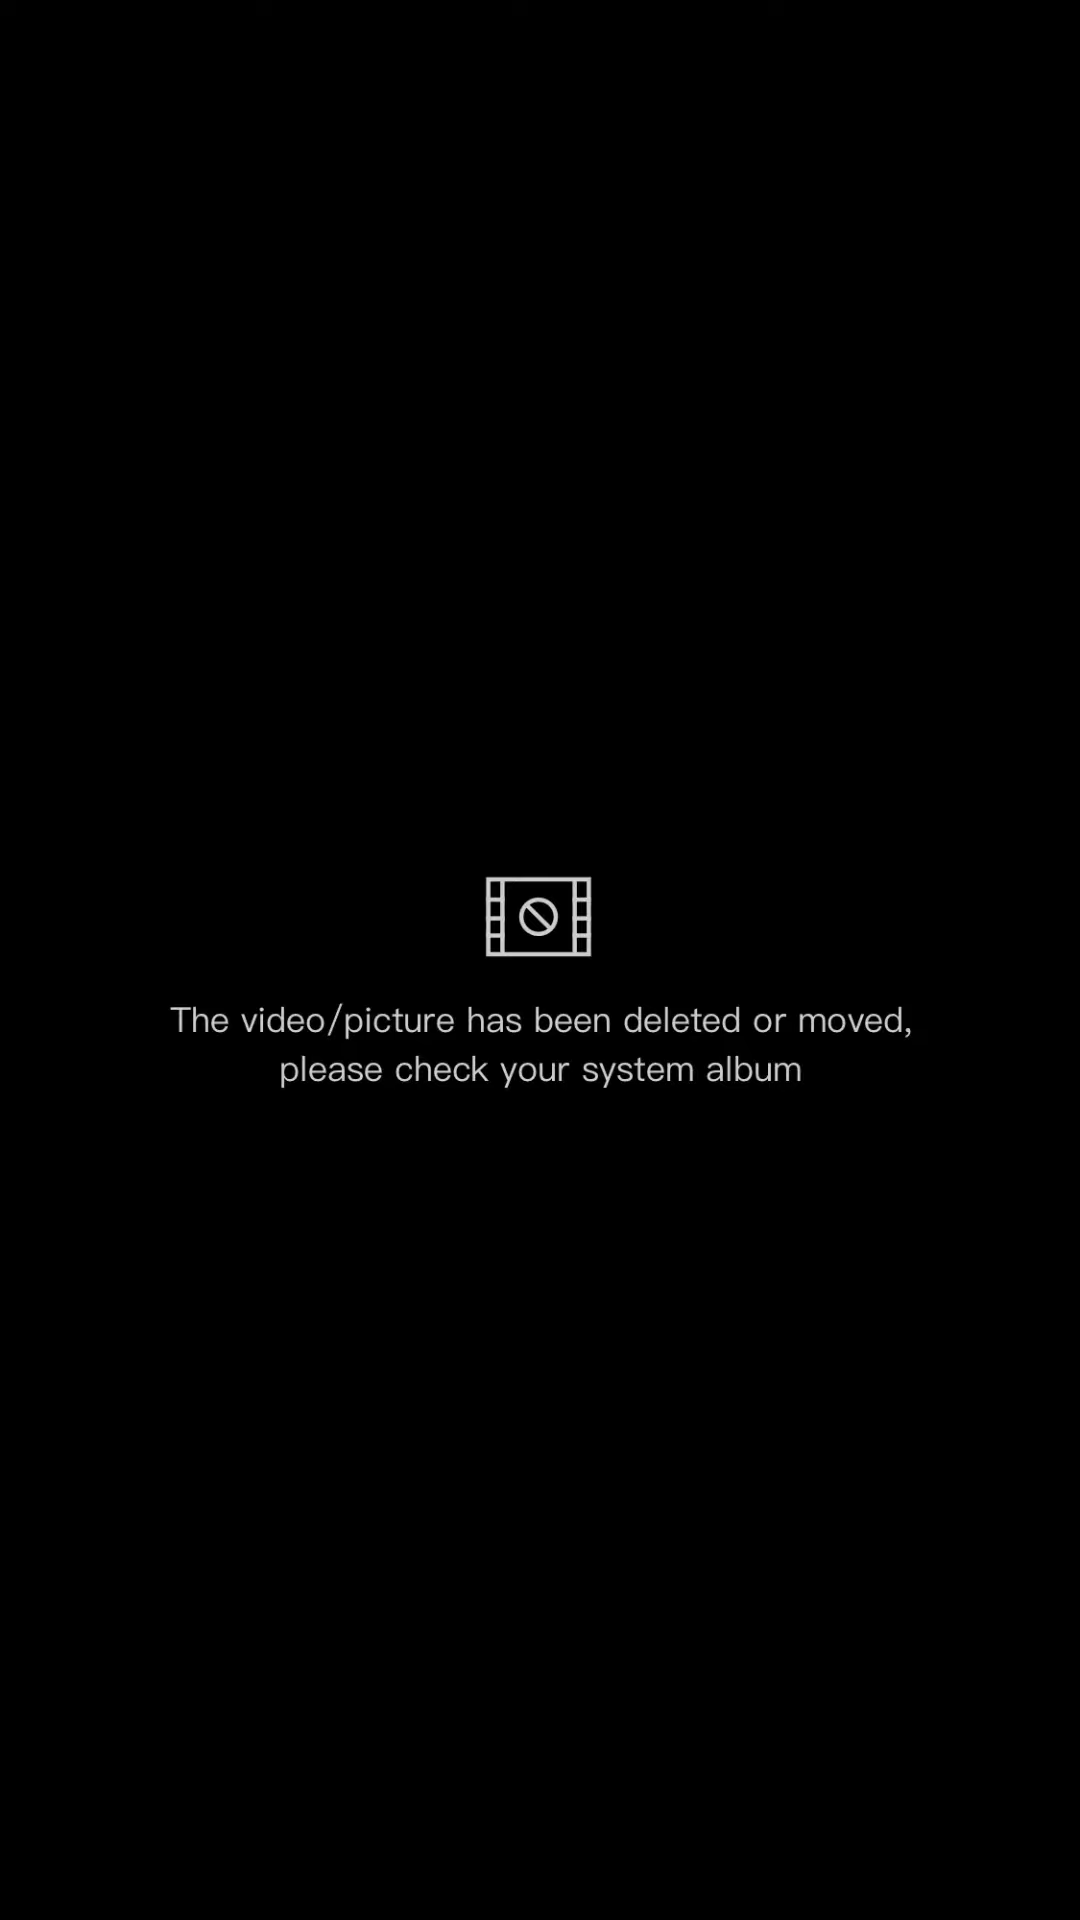 The video/picture has been deleted or moved,
please check your system album